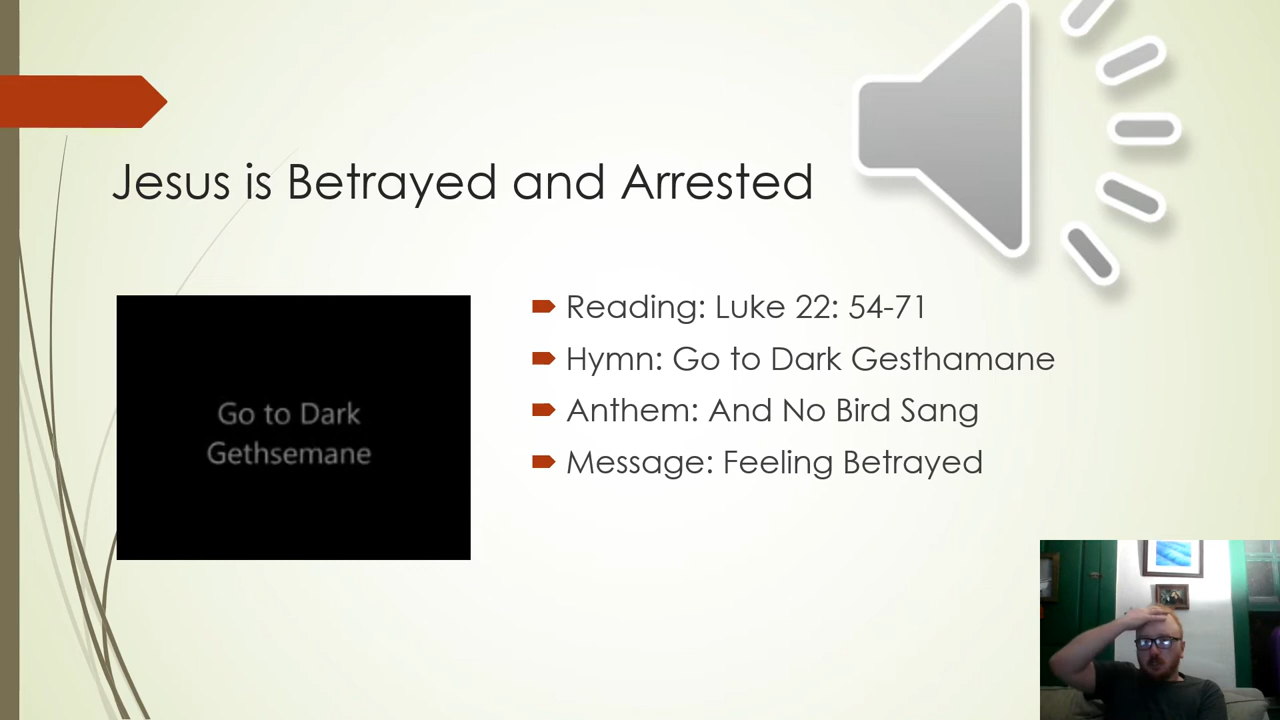 Jesus is Betrayed and Arrested
Go to Dark
Gethsemane
Reading: Luke 22: 54-71
Hymn: Go to Dark Gesthamane
Anthem: And No Bird Sang
Message: Feeling Betrayed